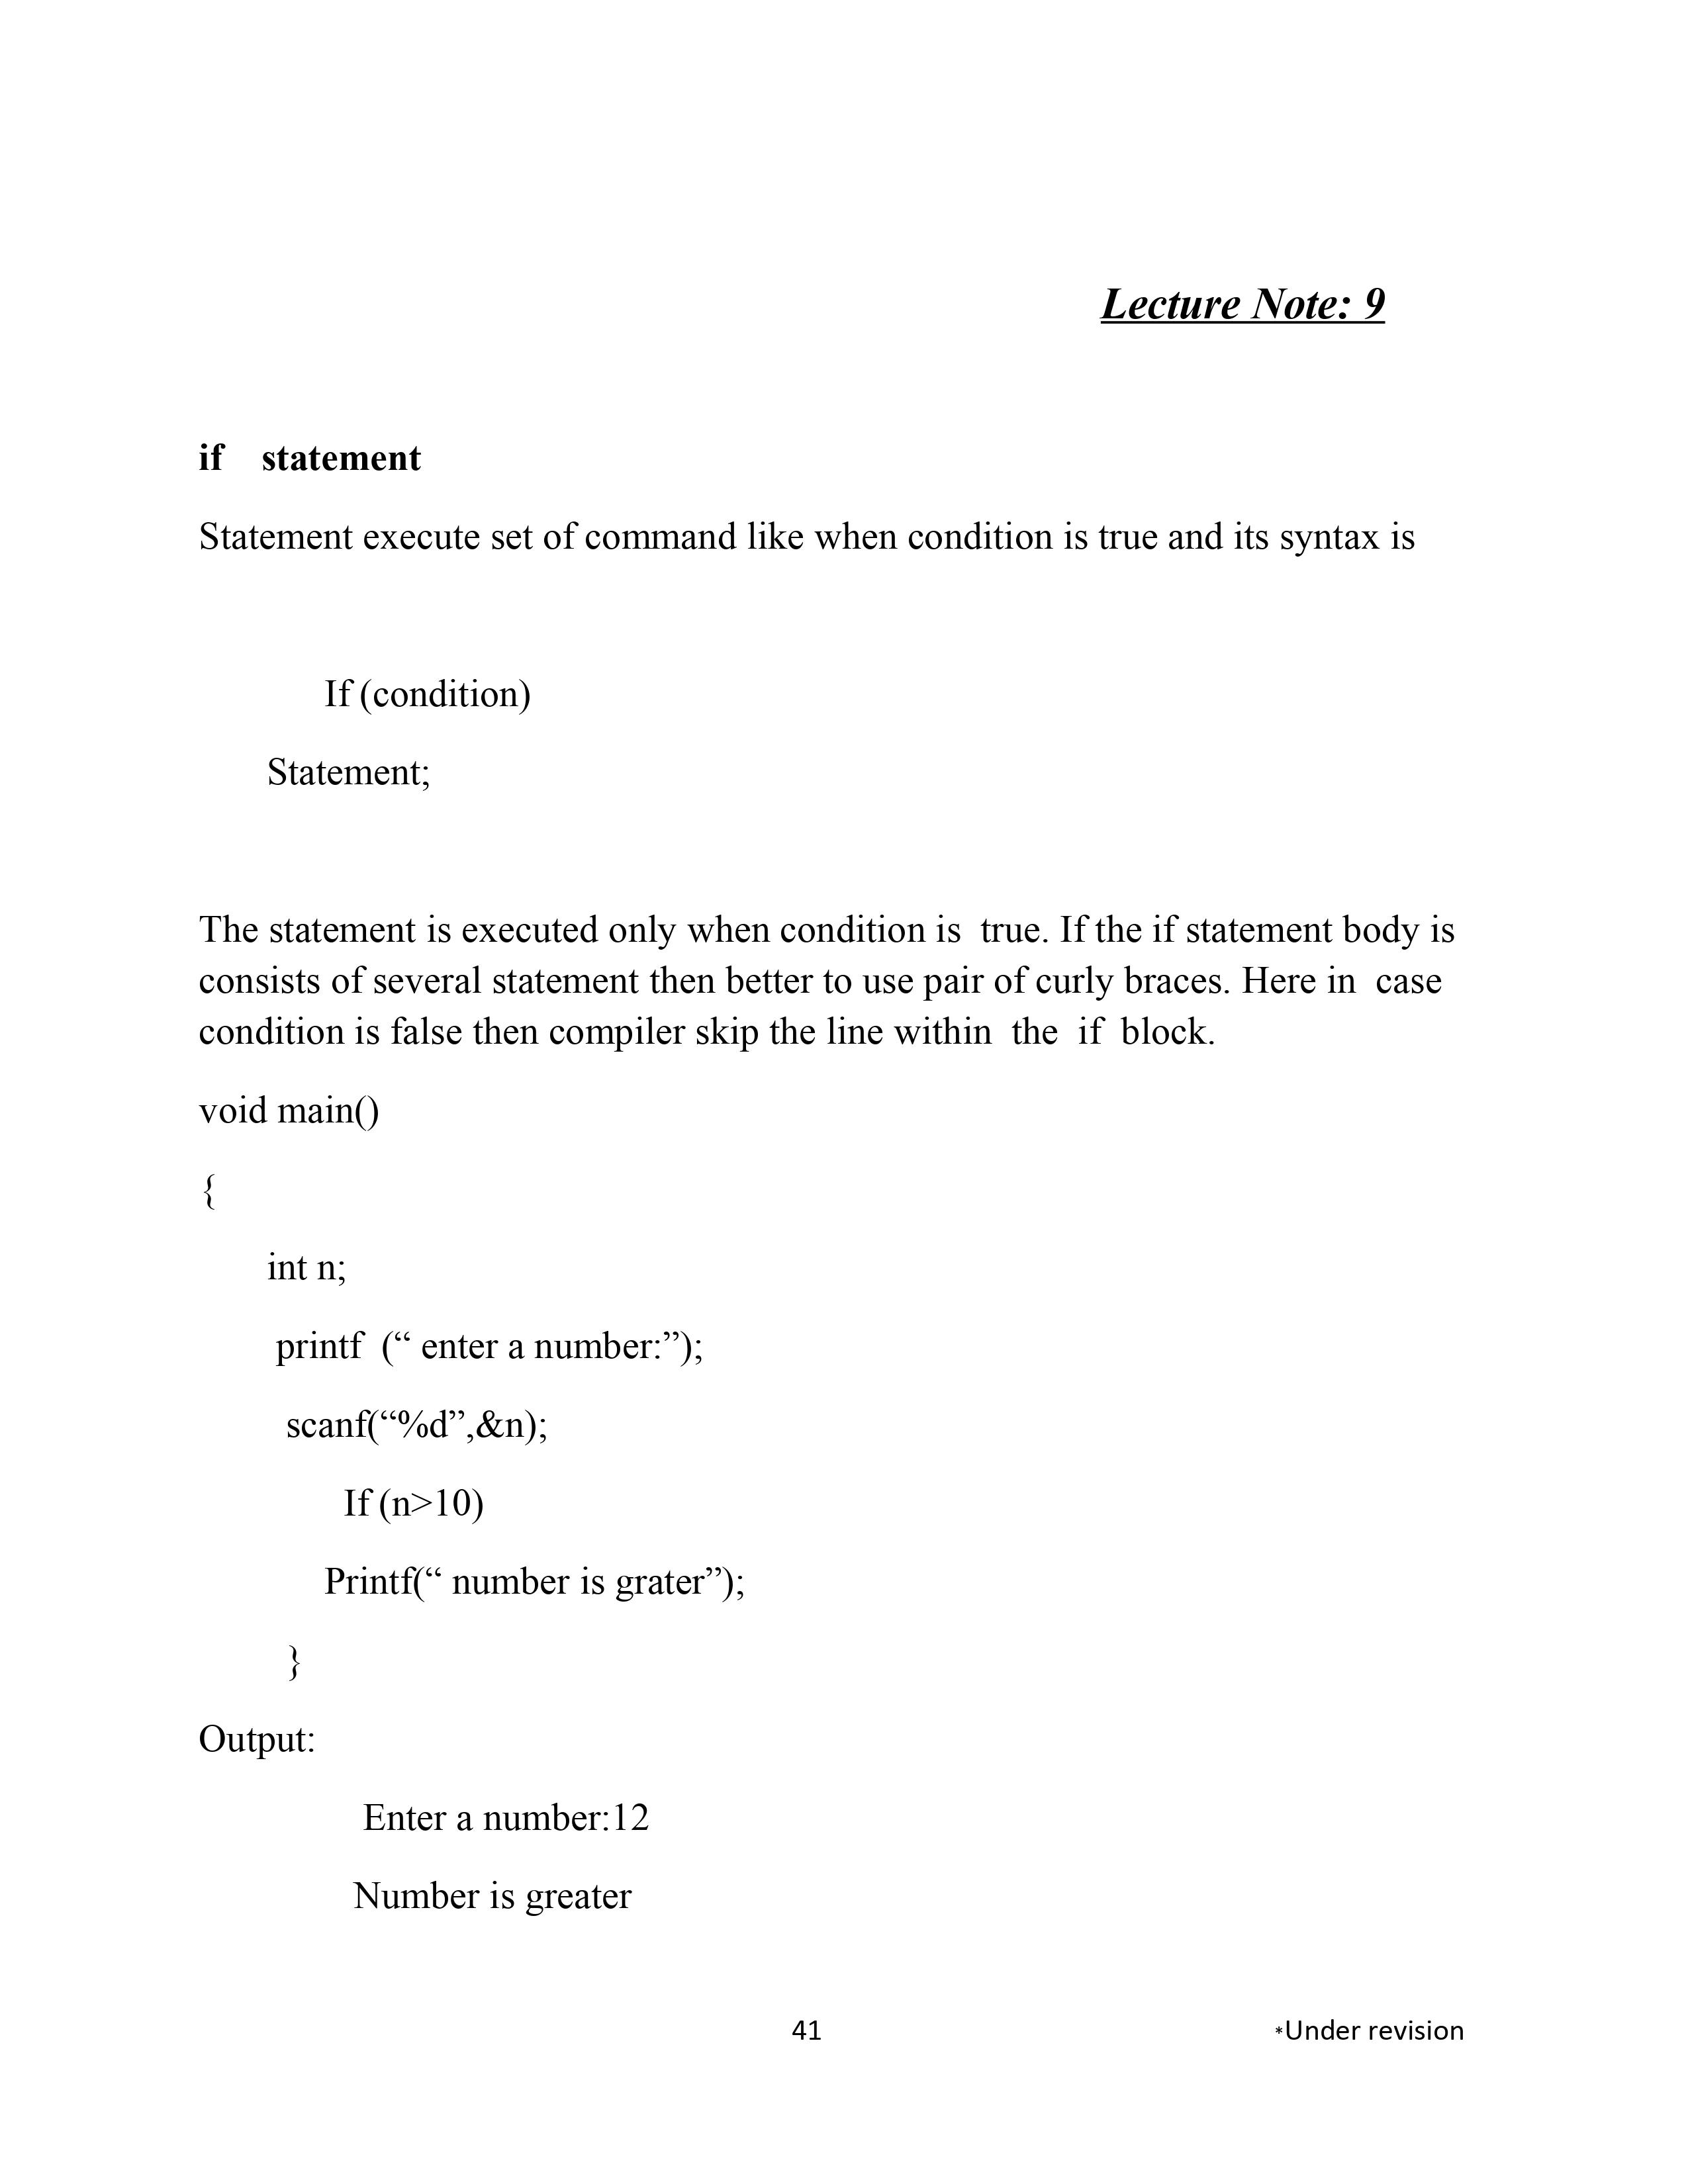 Lecture Note: 9
if statement
Statement execute set of command like when condition is true and its syntax is
If (condition)
Statement;
The statement is executed only when condition is  true. If the if statement body is
consists of several statement then better to use pair of curly braces. Here in  case
condition is false then compiler skip the line within  the  if  block.
void main()
{
int n;
printf  (“ enter a number:”);
scanf(“%d”,&n);
If (n>10)
Printf(“ number is grater”);
}
Output:
Enter a number:12
Number is greater
41 *Under revision